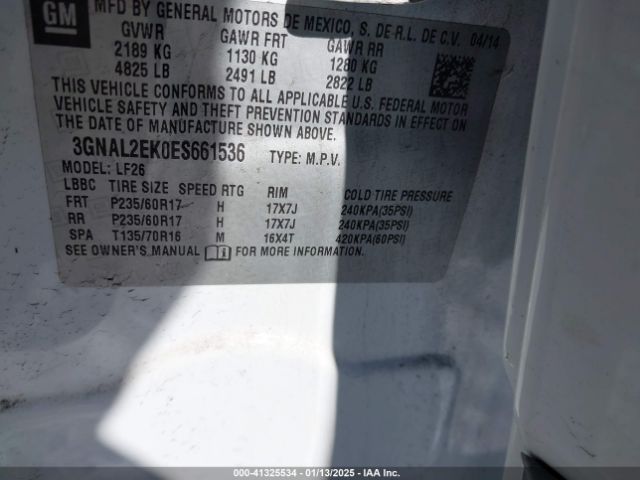 GM
MFD BY GENERAL MOTORS DE MEXICO, S. DE R.L. DE C.V. 04/14
GVWR GAWR FRT GAWR RR
2189 KG 1130 KG 1280 KG
4825 LB 2491 LB 2822 LB
THIS VEHICLE CONFORMS TO ALL APPLICABLE U.S. FEDERAL MOTOR
VEHICLE SAFETY AND THEFT PREVENTION STANDARDS IN EFFECT ON
THE DATE OF MANUFACTURE SHOWN ABOVE.
3GNAL2EK0ES661536 TYPE: M.P.V.
MODEL: LF26
LBBC TIRE SIZE SPEED RTG RIM COLD TIRE PRESSURE
FRT P235/60R17 H 17X7J 240KPA(35PSI)
RR P235/60R17 H 17X7J 240KPA(35PSI)
SPA T135/70R16 M 16X4T 420KPA(60PSI)
SEE OWNER'S MANUAL FOR MORE INFORMATION.
000-41325534 - 01/13/2025 - IAA Inc.